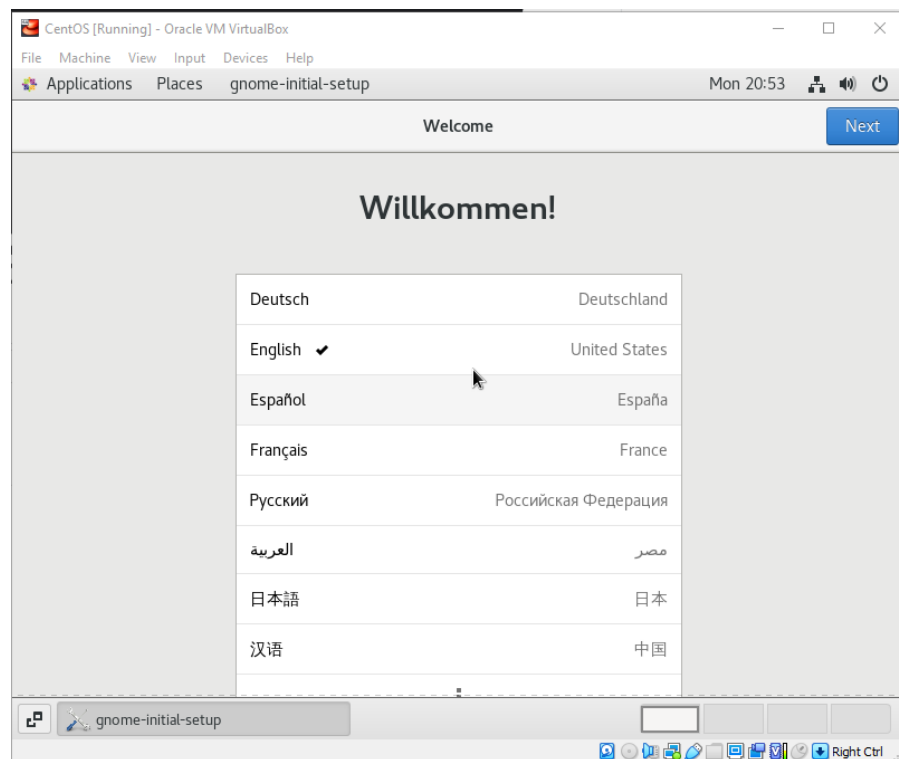 CentOS [Running] - Oracle VM VirtualBox
File Machine View Input Devices Help
Applications Places gnome-initial-setup Mon 20:53
Welcome Next
Willkommen!
Deutsch Deutschland
English United States
Español España
Français France
Русский Российская Федерация
العربية مصر
日本語 日本
汉语 中国
gnome-initial-setup
Right Ctrl